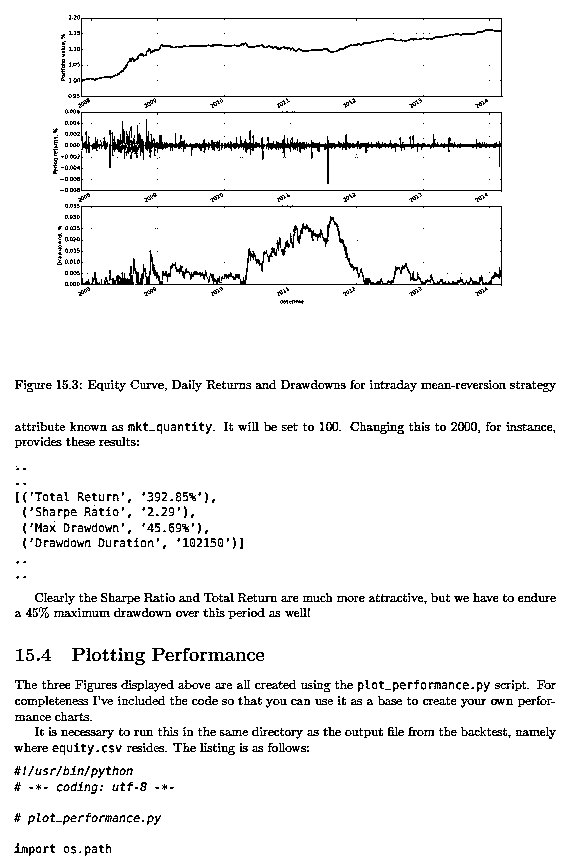 1.20
1.15
1.10
1.05
1.00
0.95
Portfolio value, %
2008 2009 2010 2011 2012 2013 2014
0.006
0.004
0.002
0.000
−0.002
−0.004
−0.006
−0.008
Period returns, %
2008 2009 2010 2011 2012 2013 2014
0.035
0.030
0.025
0.020
0.015
0.010
0.005
0.000
Drawdowns, %
2008 2009 2010 2011 2012 2013 2014
datetime
Figure 15.3: Equity Curve, Daily Returns and Drawdowns for intraday mean-reversion strategy
attribute known as mkt_quantity. It will be set to 100. Changing this to 2000, for instance,
provides these results:
..
..
[('Total Return', '392.85%'),
('Sharpe Ratio', '2.29'),
('Max Drawdown', '45.69%'),
('Drawdown Duration', '102150')]
..
..
Clearly the Sharpe Ratio and Total Return are much more attractive, but we have to endure
a 45% maximum drawdown over this period as well!
15.4 Plotting Performance
The three Figures displayed above are all created using the plot_performance.py script. For
completeness I've included the code so that you can use it as a base to create your own perfor-
mance charts.
It is necessary to run this in the same directory as the output file from the backtest, namely
where equity.csv resides. The listing is as follows:
#!/usr/bin/python
# -*- coding: utf-8 -*-
# plot_performance.py
import os.path